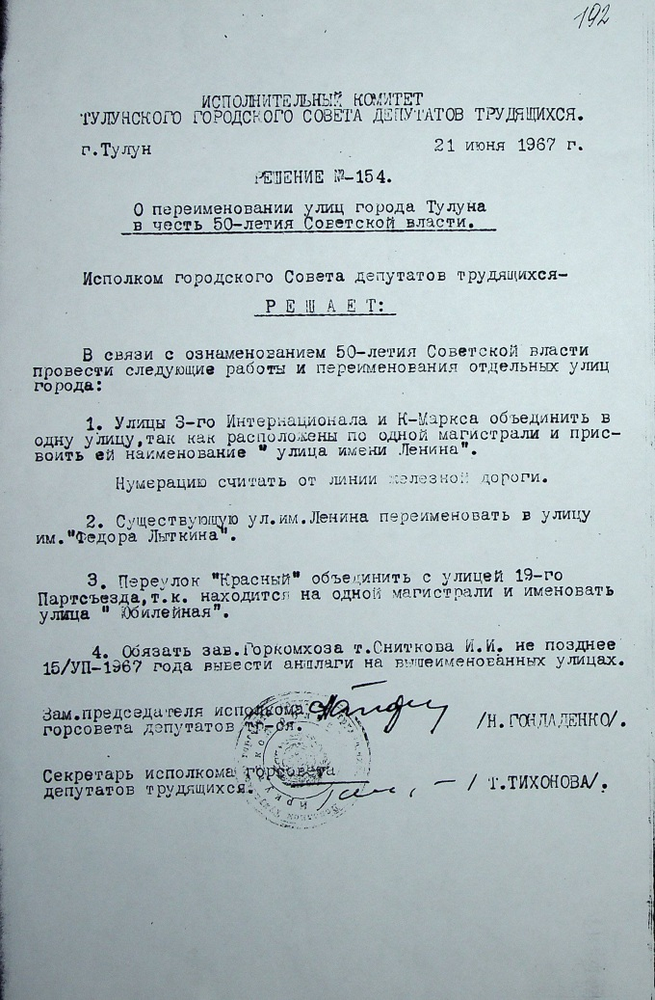 192
ИСПОЛНИТЕЛЬНЫЙ КОМИТЕТ
ТУЛУНСКОГО ГОРОДСКОГО СОВЕТА ДЕПУТАТОВ ТРУДЯЩИХСЯ.
г.Тулун 21 июня 1967 г.
РЕШЕНИЕ №-154.
О переименовании улиц города Тулуна
в честь 50-летия Советской власти.
Исполком городского Совета депутатов трудящихся-
Р Е Ш А Е Т:
В связи с ознаменованием 50-летия Советской власти
провести следующие работы и переименования отдельных улиц
города:
1. Улицы 3-го Интернационала и К-Маркса объединить в
одну улицу,так как расположены по одной магистрали и прис-
воить ей наименование " улица имени Ленина".
Нумерацию считать от линии железной дороги.
2. Существующую ул.им.Ленина переименовать в улицу
им."Федора Лыткина".
3. Переулок "Красный" объединить с улицей 19-го
Партсъезда,т.к. находится на одной магистрали и именовать
улица " Юбилейная".
4. Обязать зав.Горкомхоза т.Сниткова И.И. не позднее
15/УП-1967 года вывести аншлаги на вышеименованных улицах.
Зам.председателя исполкома
горсовета депутатов тр-ся. /Н. ГОНДАДЕНКО/.
Секретарь исполкома горсовета
депутатов трудящихся. / Т.ТИХОНОВА/.